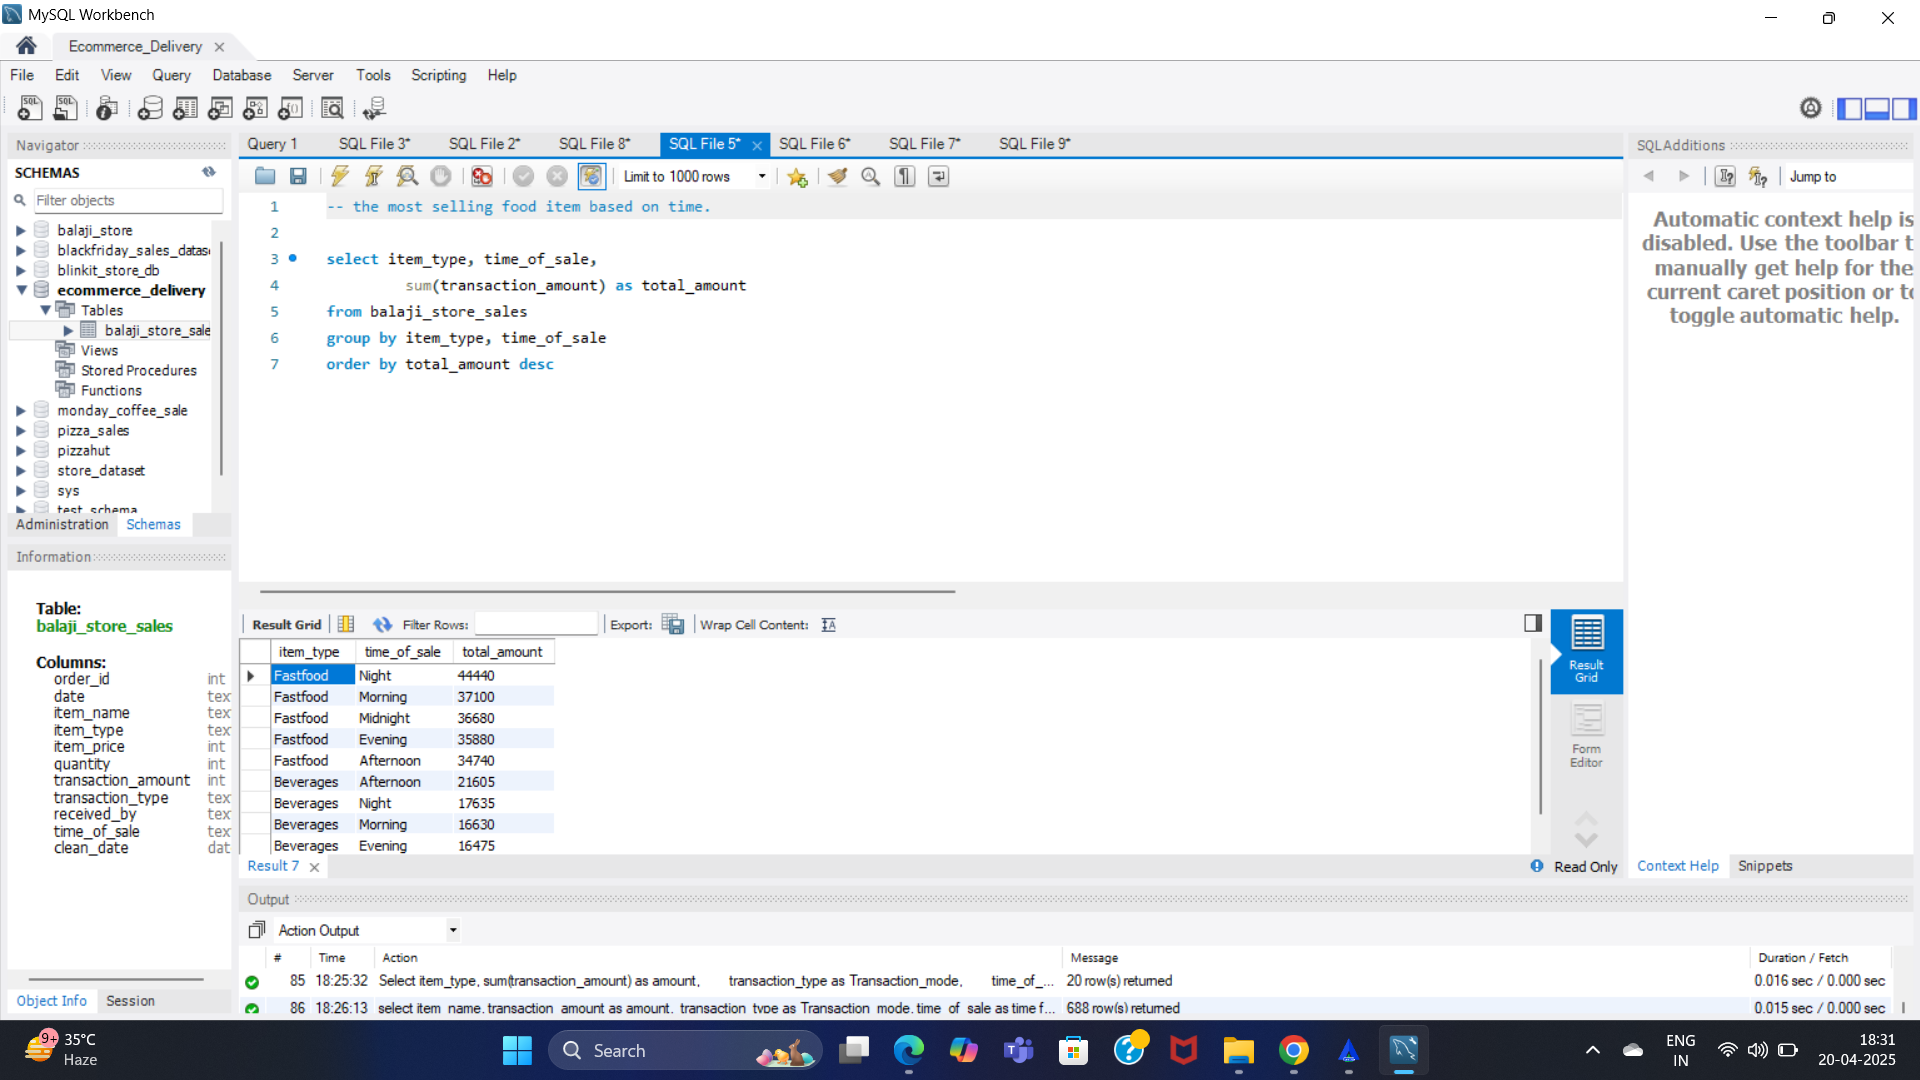 MySQL Workbench
Ecommerce_Delivery
File Edit View Query Database Server Tools Scripting Help
Navigator
SCHEMAS
Filter objects
balaji_store
blackfriday_sales_datas
blinkit_store_db
ecommerce_delivery
Tables
balaji_store_sale
Views
Stored Procedures
Functions
monday_coffee_sale
pizza_sales
pizzahut
store_dataset
sys
test_schema
Administration Schemas
Information
Table:
balaji_store_sales
Columns:
order_id int
date tex
item_name tex
item_type tex
item_price int
quantity int
transaction_amount int
transaction_type tex
received_by tex
time_of_sale tex
clean_date dat
Object Info Session
Query 1 SQL File 3* SQL File 2* SQL File 8* SQL File 5* SQL File 6* SQL File 7* SQL File 9*
Limit to 1000 rows
1 -- the most selling food item based on time.
2
3 select item_type, time_of_sale,
4 sum(transaction_amount) as total_amount
5 from balaji_store_sales
6 group by item_type, time_of_sale
7 order by total_amount desc
Result Grid Filter Rows: Export: Wrap Cell Content:
item_type time_of_sale total_amount
Fastfood Night 44440
Fastfood Morning 37100
Fastfood Midnight 36680
Fastfood Evening 35880
Fastfood Afternoon 34740
Beverages Afternoon 21605
Beverages Night 17635
Beverages Morning 16630
Beverages Evening 16475
Result
Grid
Form
Editor
Result 7
Read Only
SQLAdditions
Jump to
Automatic context help is
disabled. Use the toolbar t
manually get help for the
current caret position or to
toggle automatic help.
Context Help Snippets
Output
Action Output
# Time Action Message Duration / Fetch
85 18:25:32 Select item_type, sum(transaction_amount) as amount, transaction_type as Transaction_mode, time_of_... 20 row(s) returned 0.016 sec / 0.000 sec
86 18:26:13 select item_name, transaction_amount as amount, transaction_type as Transaction_mode, time_of_sale as time f... 688 row(s) returned 0.015 sec / 0.000 sec
9+
35°C
Haze
Search
ENG
IN
18:31
20-04-2025